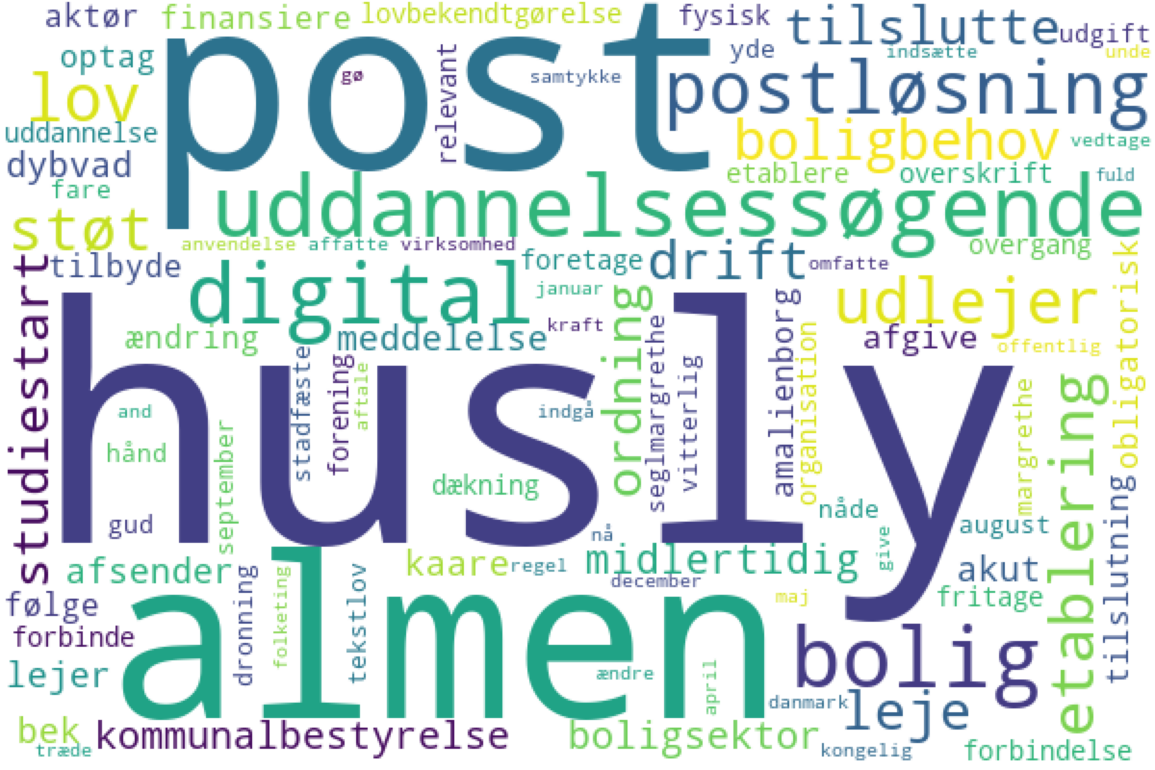 aktør
finansiere
lovbekendtgørelse
fysisk
tilslutte
udgift
optag
post
gø
relevant
samtykke
yde
indsætte
unde
lov
postløsning
uddannelse
boligbehov
vedtage
dybvad
fare
etablere
overskrift
fuld
uddannelsessøgende
støt
anvendelse
affatte
virksomhed
overgang
tilbyde
digital
foretage
drift
omfatte
januar
udlejer
obligatorisk
studiestart
ændring
meddelelse
kraft
ordning
afgive
offentlig
husly
and
hånd
gud
september
stadfæste
forening
aftale
indgå
dækning
seglmargrethe
vitterlig
amalienborg
organisation
margrethe
etablering
nåde
august
tilslutning
nå
give
afsender
kaare
regel
midlertidig
december
akut
fritage
maj
følge
forbinde
dronning
folketing
tekstlov
almen
lejer
ændre
april
bolig
danmark
leje
bek
træde
kommunalbestyrelse
boligsektor
kongelig
forbindelse